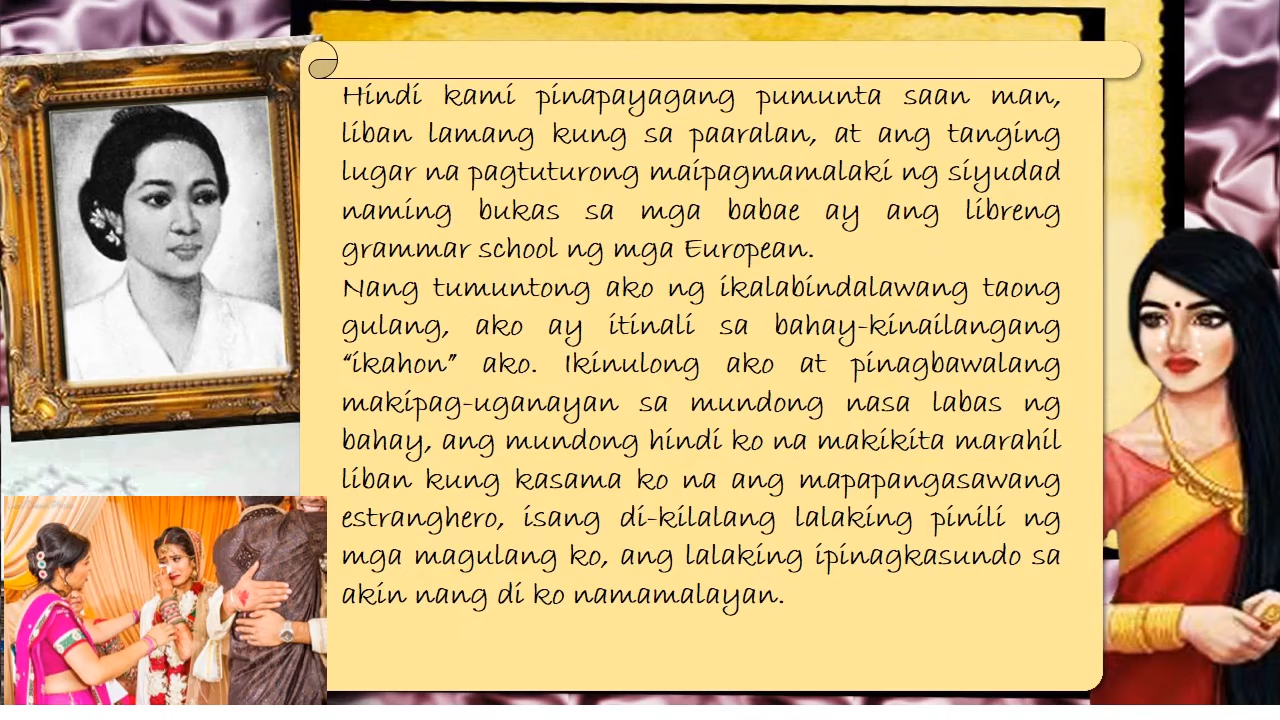 Hindi kami pinapayagang pumunta saan man,
liban lamang kung sa paaralan, at ang tanging
lugar na pagtuturong maipagmamalaki ng siyudad
naming bukas sa mga babae ay ang libreng
grammar school ng mga European.
Nang tumuntong ako ng ikalabindalawang taong
gulang, ako ay itinali sa bahay-kinailangang
“ikahon” ako. Ikinulong ako at pinagbawalang
makipag-uganayan sa mundong nasa labas ng
bahay, ang mundong hindi ko na makikita marahil
liban kung kasama ko na ang mapapangasawang
estranghero, isang di-kilalang lalaking pinili ng
mga magulang ko, ang lalaking ipinagkasundo sa
akin nang di ko namamalayan.